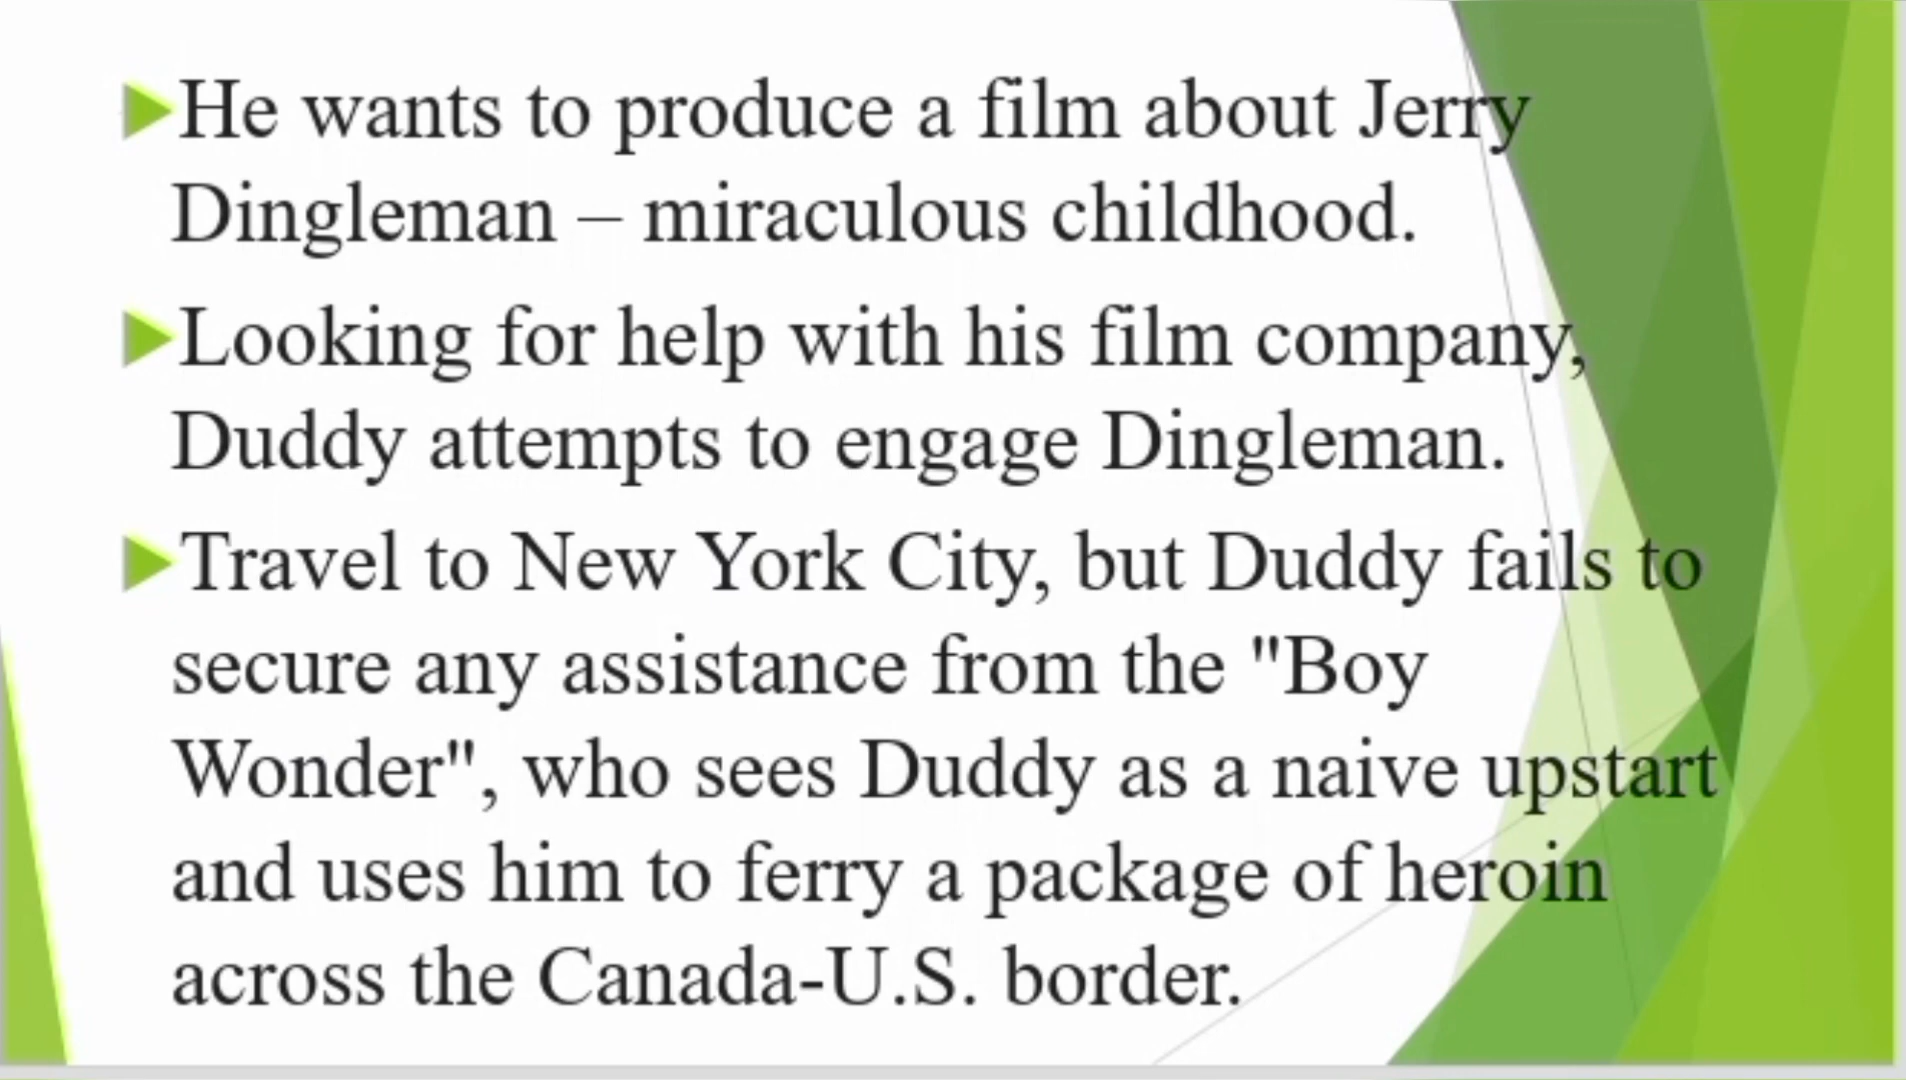 He wants to produce a film about Jerry
Dingleman – miraculous childhood.
Looking for help with his film company,
Duddy attempts to engage Dingleman.
Travel to New York City, but Duddy fails to
secure any assistance from the "Boy
Wonder", who sees Duddy as a naive upstart
and uses him to ferry a package of heroin
across the Canada-U.S. border.